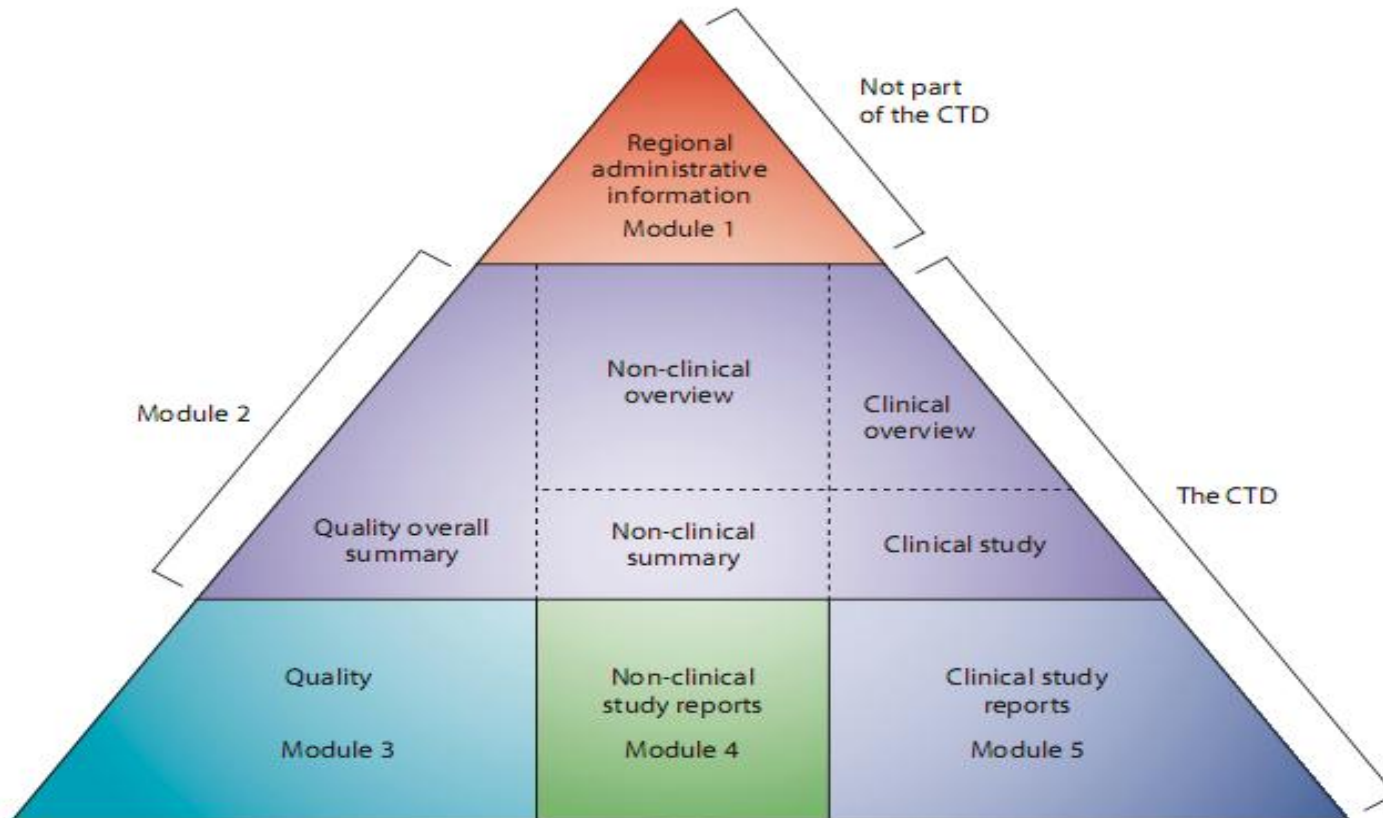 Not part
of the CTD
Regional
administrative
information
Module 1
Module 2
Non-clinical
overview
Clinical
overview
The CTD
Quality overall
summary
Non-clinical
summary
Clinical study
Quality
Module 3
Non-clinical
study reports
Module 4
Clinical study
reports
Module 5